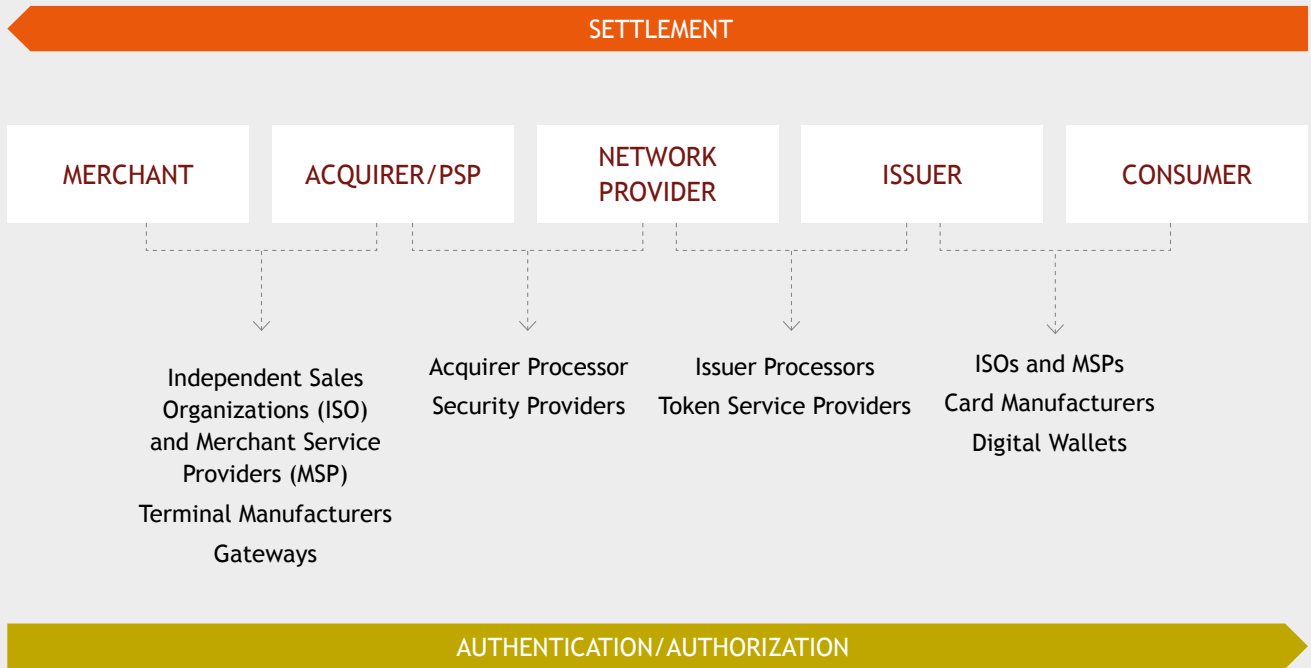 SETTLEMENT
MERCHANT
ACQUIRER/PSP
NETWORK
PROVIDER
ISSUER
CONSUMER
Independent Sales
Organizations (ISO)
and Merchant Service
Providers (MSP)
Terminal Manufacturers
Gateways
Acquirer Processor
Security Providers
Issuer Processors
Token Service Providers
ISOs and MSPs
Card Manufacturers
Digital Wallets
AUTHENTICATION/AUTHORIZATION